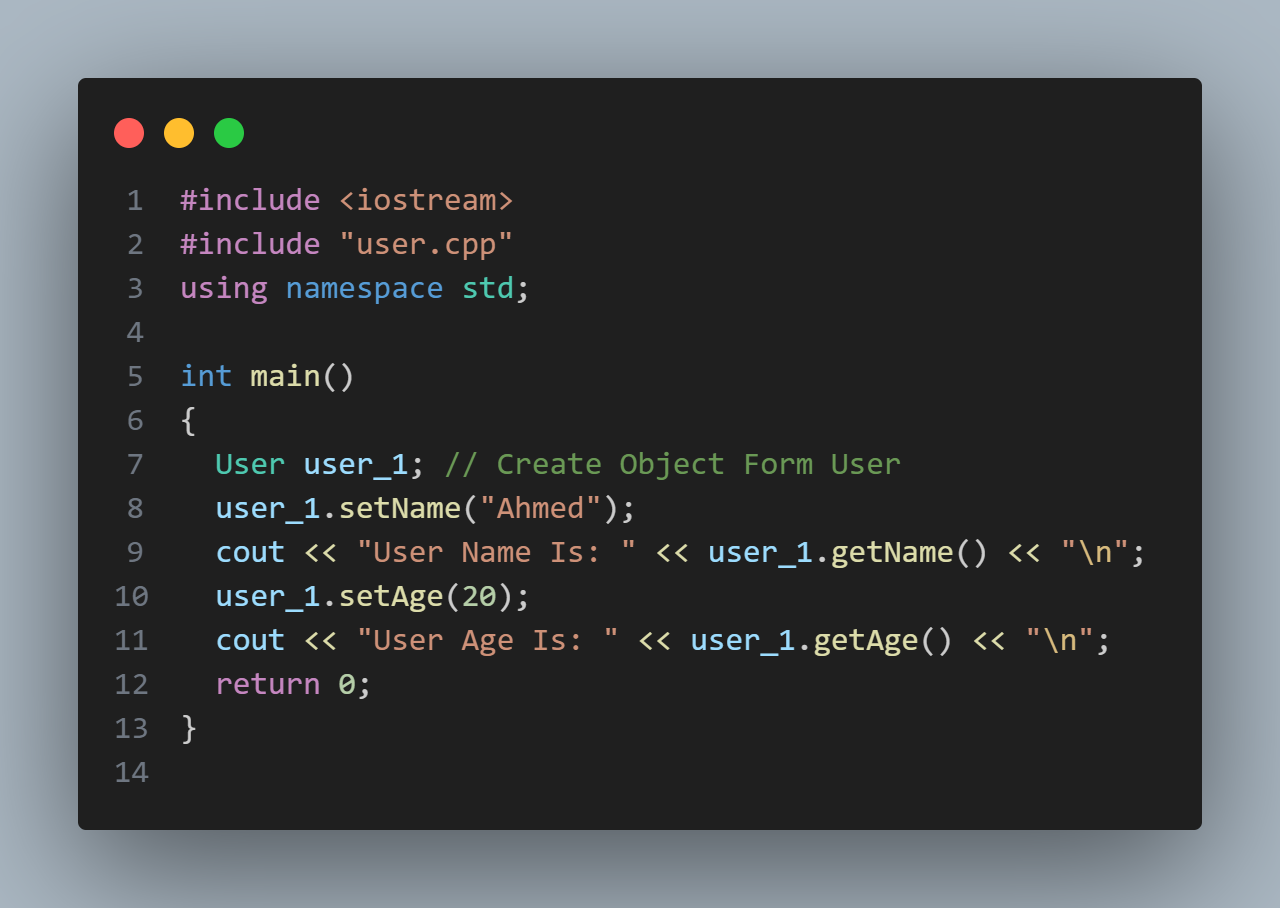 1 #include <iostream>
2 #include "user.cpp"
3 using namespace std;
4
5 int main()
6 {
7   User user_1; // Create Object Form User
8   user_1.setName("Ahmed");
9   cout << "User Name Is: " << user_1.getName() << "\n";
10   user_1.setAge(20);
11   cout << "User Age Is: " << user_1.getAge() << "\n";
12   return 0;
13 }
14